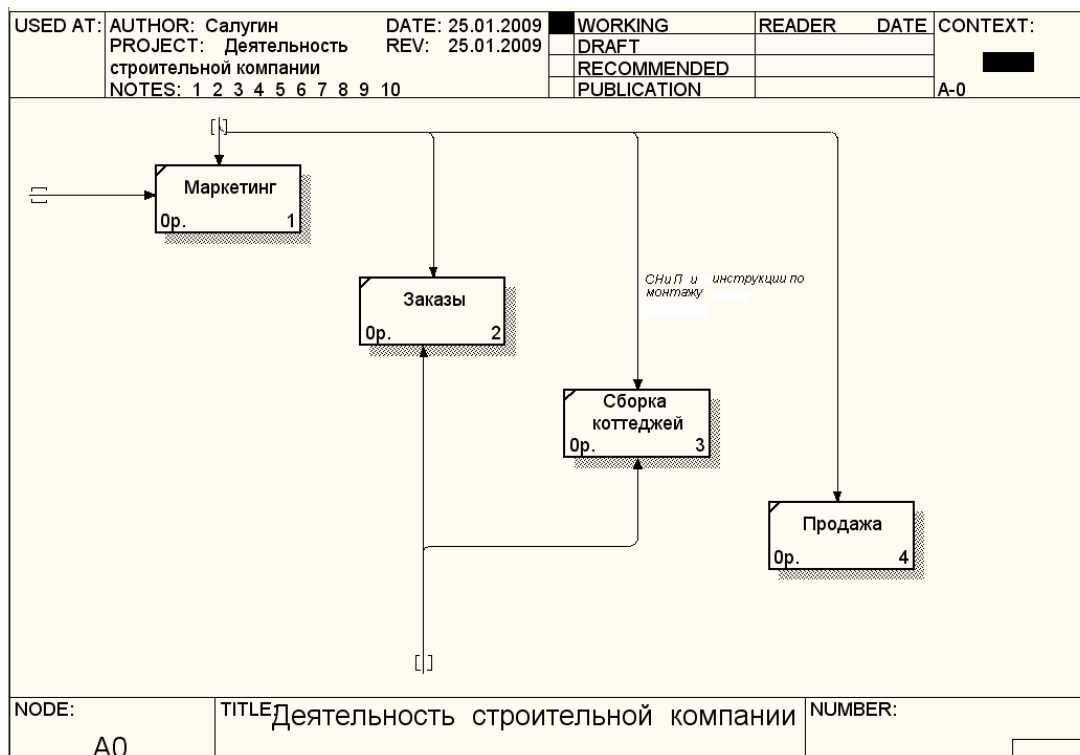 USED AT: AUTHOR: Салугин DATE: 25.01.2009 WORKING READER DATE CONTEXT:
PROJECT: Деятельность REV: 25.01.2009 DRAFT
строительной компании RECOMMENDED
NOTES: 1 2 3 4 5 6 7 8 9 10 PUBLICATION A-0
Маркетинг
0р. 1
Заказы
0р. 2
СНиП и инструкции по
монтажу
Сборка
коттеджей
0р. 3
Продажа
0р. 4
NODE: TITLE: Деятельность строительной компании NUMBER:
A0